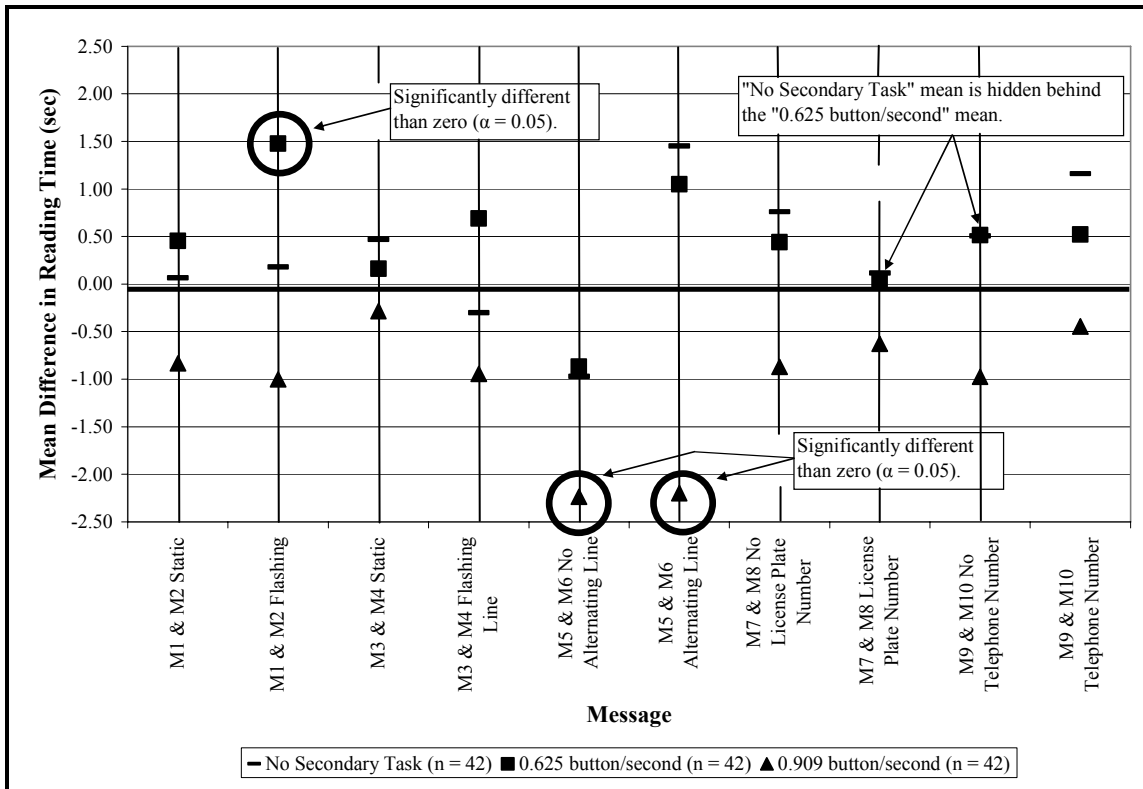 Mean Difference in Reading Time (sec)
2.50
2.00
1.50
1.00
0.50
0.00
-0.50
-1.00
-1.50
-2.00
-2.50
Significantly different
than zero (α = 0.05).
"No Secondary Task" mean is hidden behind
the "0.625 button/second" mean.
Significantly different
than zero (α = 0.05).
M1 & M2 Static
M1 & M2 Flashing
M3 & M4 Static
M3 & M4 Flashing
Line
M5 & M6 No
Alternating Line
M5 & M6
Alternating Line
M7 & M8 No
License Plate
Number
M7 & M8 License
Plate Number
M9 & M10 No
Telephone Number
M9 & M10
Telephone Number
Message
No Secondary Task (n = 42) 0.625 button/second (n = 42) 0.909 button/second (n = 42)